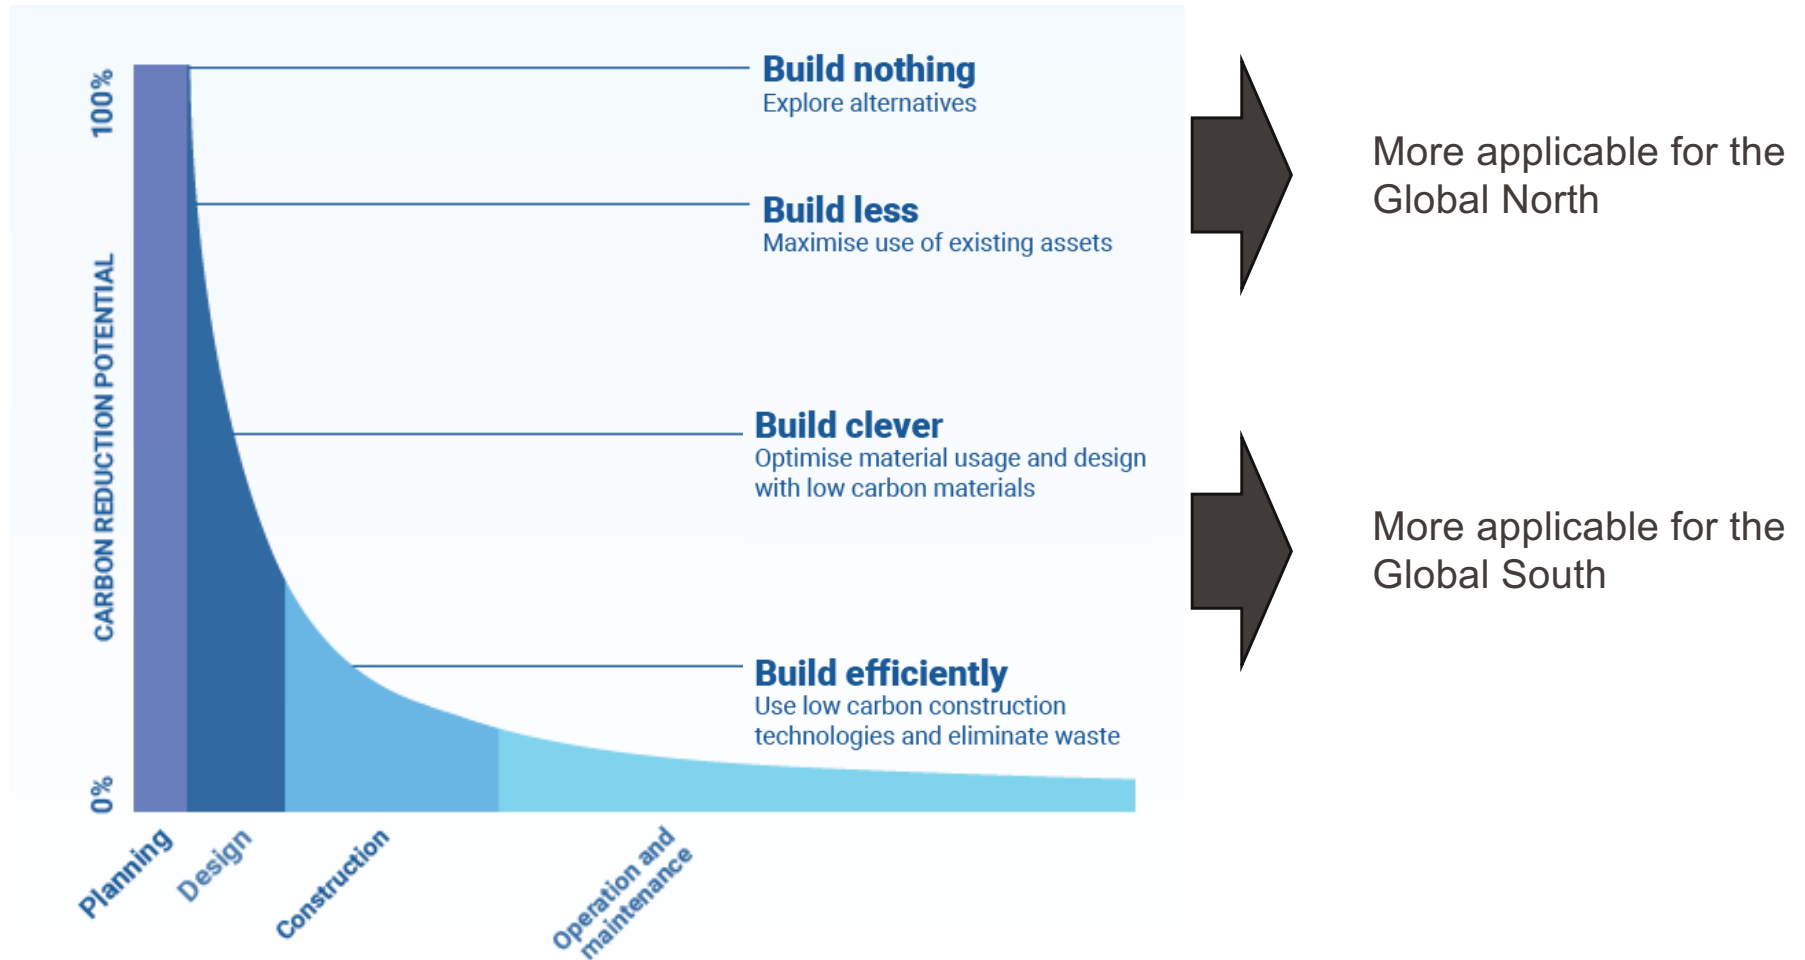 100%
CARBON REDUCTION POTENTIAL
0%
Build nothing
Explore alternatives
Build less
Maximise use of existing assets
Build clever
Optimise material usage and design
with low carbon materials
Build efficiently
Use low carbon construction
technologies and eliminate waste
Planning
Design
Construction
Operation and
maintenance
More applicable for the
Global North
More applicable for the
Global South